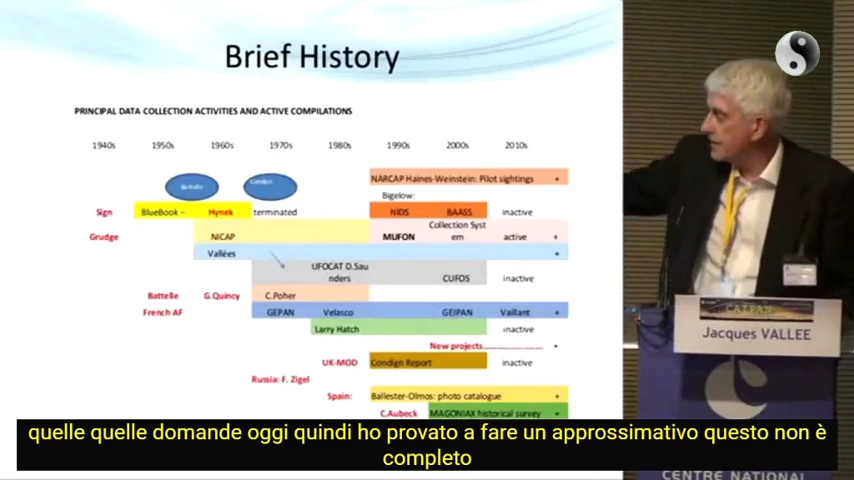 Brief History
PRINCIPAL DATA COLLECTION ACTIVITIES AND ACTIVE COMPILATIONS
1940s 1950s 1960s 1970s 1980s 1990s 2000s 2010s
NARCAP Haines-Weinstein: Pilot sightings +
Bigelow:
Sign BlueBook – Hynek terminated NIDS BAASS inactive
Grudge NICAP MUFON Collection Syst
em active +
Vallées +
UFOCAT D.Sau
nders CUFOS inactive
Battelle G.Quincy C.Poher
French AF GEPAN Velasco GEIPAN Vaillant +
Larry Hatch inactive
New projects +
UK-MOD Condign Report inactive
Russia: F. Zigel
Spain: Ballester-Olmos: photo catalogue +
C.Aubeck MAGONIAX historical survey +
CAIPAN
Jacques VALLEE
CENTRE NATIONAL
quelle quelle domande oggi quindi ho provato a fare un approssimativo questo non è
completo